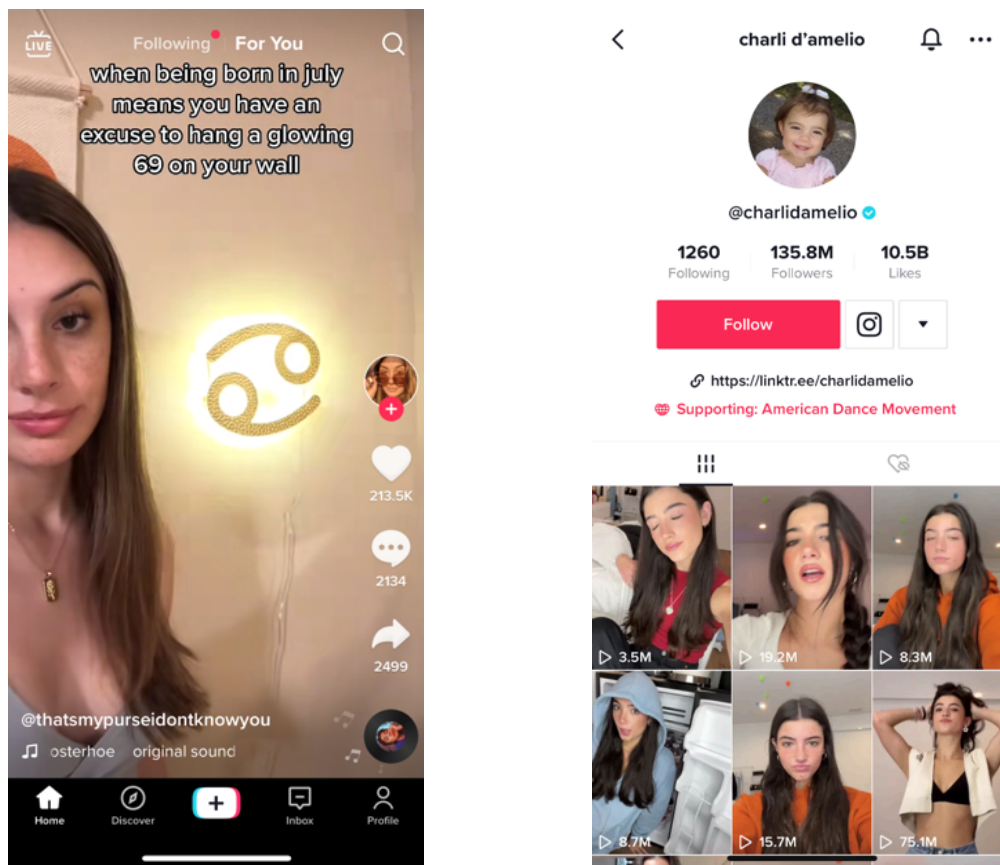 LIVE
Following For You
when being born in july
means you have an
excuse to hang a glowing
69 on your wall
213.5K
2134
2499
@thatsmypurseidontknowyou
osterhoe original sound
Home Discover Inbox Profile
charli d’amelio
@charlidamelio
1260 135.8M 10.5B
Following Followers Likes
Follow
https://linktr.ee/charlidamelio
Supporting: American Dance Movement
3.5M 19.2M 8.3M
8.7M 15.7M 75.1M